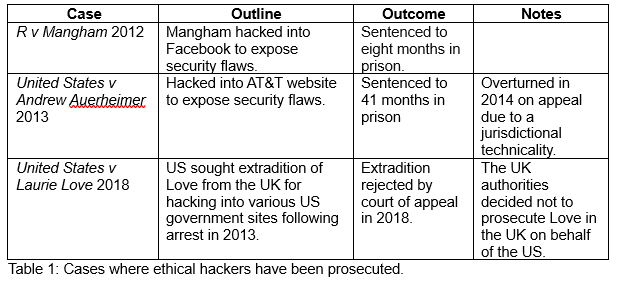 Case Outline Outcome Notes
R v Mangham 2012 Mangham hacked into Sentenced to
Facebook to expose eight months in
security flaws. prison.
United States v Hacked into AT&T website Sentenced to Overturned in
Andrew Auerheimer to expose security flaws. 41 months in 2014 on appeal
2013 prison due to a
jurisdictional
technicality.
United States v US sought extradition of Extradition The UK
Laurie Love 2018 Love from the UK for rejected by authorities
hacking into various US court of appeal decided not to
government sites following in 2018. prosecute Love in
arrest in 2013. the UK on behalf
of the US.
Table 1: Cases where ethical hackers have been prosecuted.